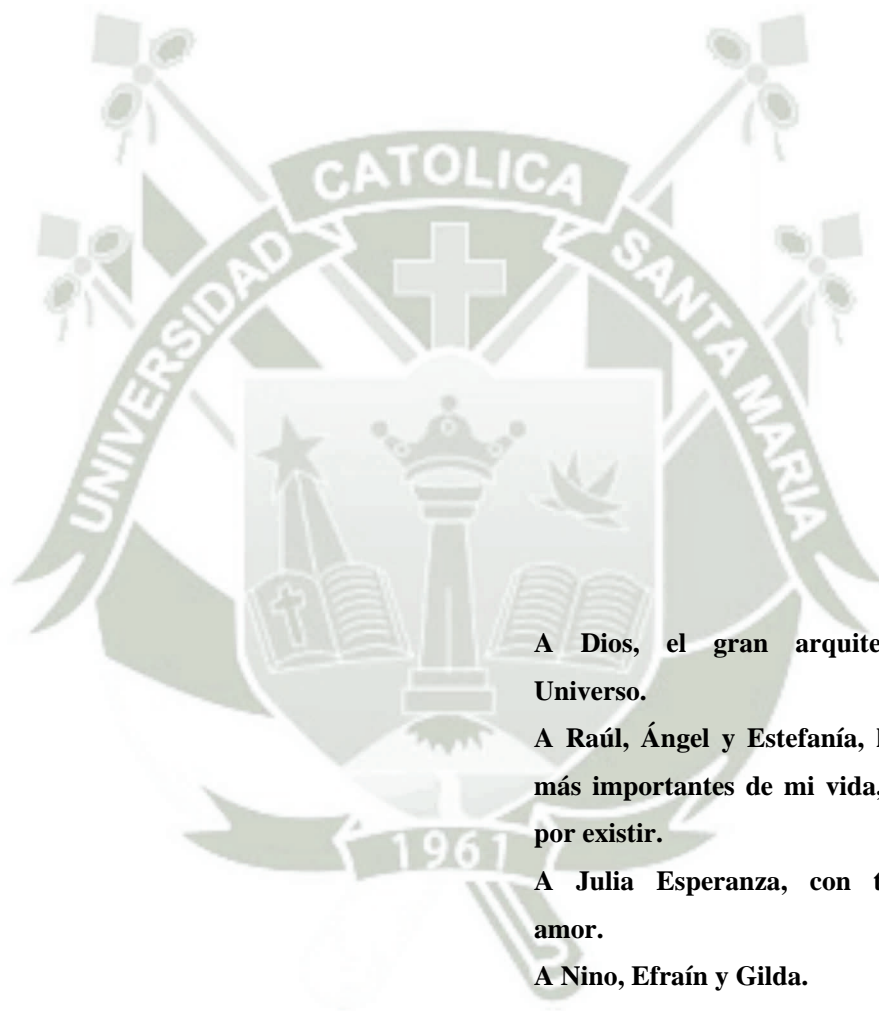 UNIVERSIDAD CATOLICA SANTA MARIA
1961
A Dios, el gran
Universo.
A Raúl, Ángel y Estefanía,
más importantes de mi vida,
por existir.
A Julia Esperanza, con
amor.
A Nino, Efraín y Gilda.